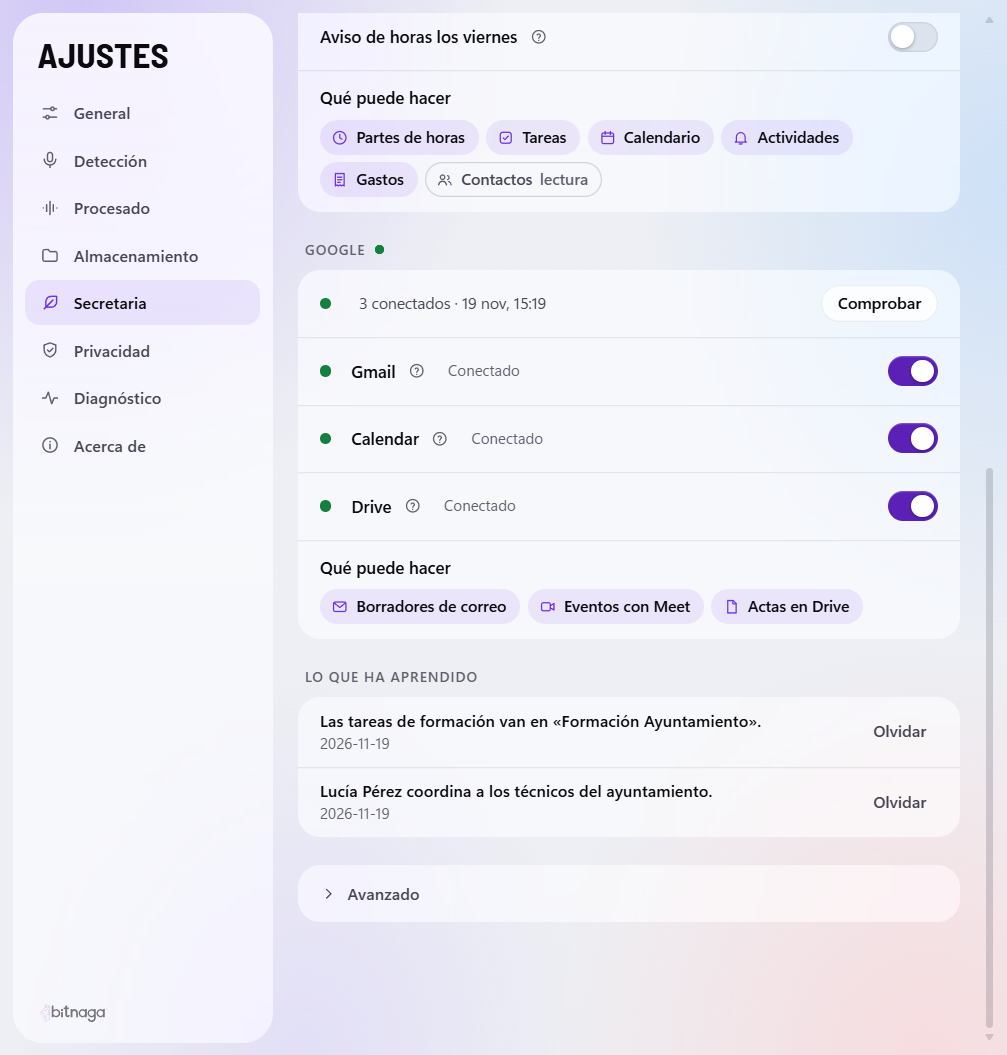 AJUSTES
General
Detección
Procesado
Almacenamiento
Secretaria
Privacidad
Diagnóstico
Acerca de
bitnaga
Aviso de horas los viernes
Qué puede hacer
Partes de horas Tareas Calendario Actividades
Gastos Contactos lectura
GOOGLE
3 conectados · 19 nov, 15:19 Comprobar
Gmail Conectado
Calendar Conectado
Drive Conectado
Qué puede hacer
Borradores de correo Eventos con Meet Actas en Drive
LO QUE HA APRENDIDO
Las tareas de formación van en «Formación Ayuntamiento».
2026-11-19
Olvidar
Lucía Pérez coordina a los técnicos del ayuntamiento.
2026-11-19
Olvidar
Avanzado